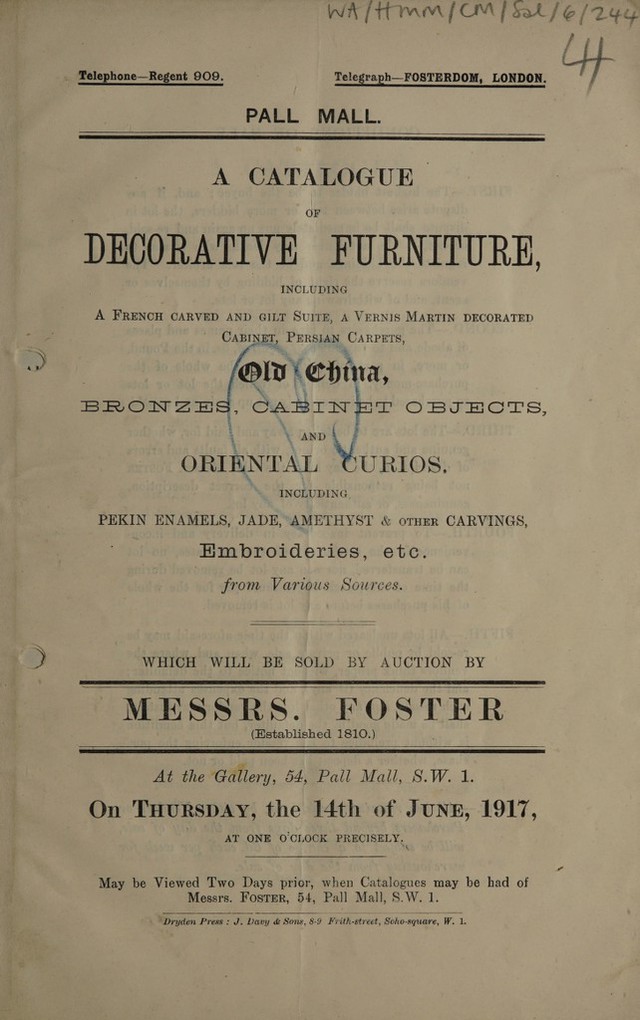 WA/HMM/CM/Sal/6/244
Telephone—Regent 909. Telegraph—FOSTERDOM, LONDON.
PALL MALL.
A CATALOGUE
OF
DECORATIVE FURNITURE,
INCLUDING
A FRENCH CARVED AND GILT SUITE, A VERNIS MARTIN DECORATED
CABINET, PERSIAN CARPETS,
Old China,
BRONZES, CABINET OBJECTS,
AND
ORIENTAL CURIOS,
INCLUDING
PEKIN ENAMELS, JADE, AMETHYST & OTHER CARVINGS,
Embroideries, etc.
from Various Sources.
WHICH WILL BE SOLD BY AUCTION BY
MESSRS. FOSTER
(Established 1810.)
At the Gallery, 54, Pall Mall, S.W. 1.
On THURSDAY, the 14th of JUNE, 1917,
AT ONE O'CLOCK PRECISELY.
May be Viewed Two Days prior, when Catalogues may be had of
Messrs. FOSTER, 54, Pall Mall, S.W. 1.
Dryden Press: J. Davy & Sons, 8-9 Frith-street, Soho-square, W. 1.